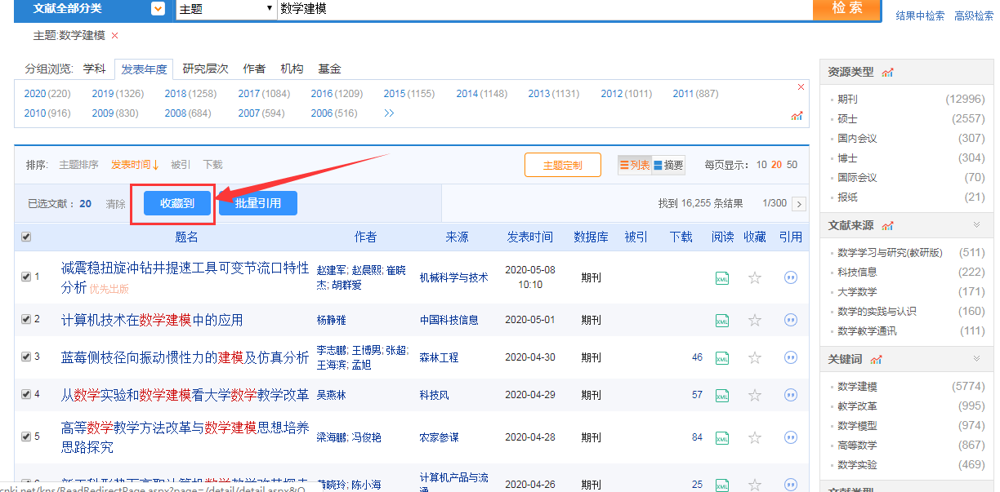 文献全部分类 主题 数学建模 检索 结果中检索 高级检索
主题:数学建模 ×
分组浏览: 学科 发表年度 研究层次 作者 机构 基金
2020 (220) 2019 (1326) 2018 (1258) 2017 (1084) 2016 (1209) 2015 (1155) 2014 (1148) 2013 (1131) 2012 (1011) 2011 (887)
2010 (916) 2009 (830) 2008 (684) 2007 (594) 2006 (516) >>
排序: 主题排序 发表时间↓ 被引 下载 主题定制 列表 摘要 每页显示: 10 20 50
已选文献: 20 清除 收藏到 批量引用 找到 16,255 条结果 1/300 >
题名 作者 来源 发表时间 数据库 被引 下载 阅读 收藏 引用
1 减震稳扭旋冲钻井提速工具可变节流口特性
分析 优先出版
赵建军; 赵晨熙; 崔晓
杰; 胡群爱
机械科学与技术
2020-05-08
10:10
期刊 XML
2 计算机技术在数学建模中的应用 杨静雅 中国科技信息 2020-05-01 期刊 XML
3 蓝莓侧枝径向振动惯性力的建模及仿真分析
李志鹏; 王博男; 张超;
王海滨; 孟旭
森林工程 2020-04-30 期刊 46 XML
4 从数学实验和数学建模看大学数学教学改革 吴燕林 科技风 2020-04-29 期刊 57 XML
5 高等数学教学方法改革与数学建模思想培养
思路探究
梁海鹏; 冯俊艳 农家参谋 2020-04-28 期刊 84 XML
陈小海
计算机产品与流
2020-04-26 期刊 25 XML
cnki.net/kns/ReadRedirectPage.aspx?page=/detail/detail.aspx&Q
资源类型
期刊 (12996)
硕士 (2557)
国内会议 (307)
博士 (304)
国际会议 (70)
报纸 (21)
文献来源
数学学习与研究(教研版) (511)
科技信息 (222)
大学数学 (171)
数学的实践与认识 (160)
数学教学通讯 (111)
关键词
数学建模 (5774)
教学改革 (995)
数学模型 (974)
高等数学 (867)
数学实验 (469)
文献类型